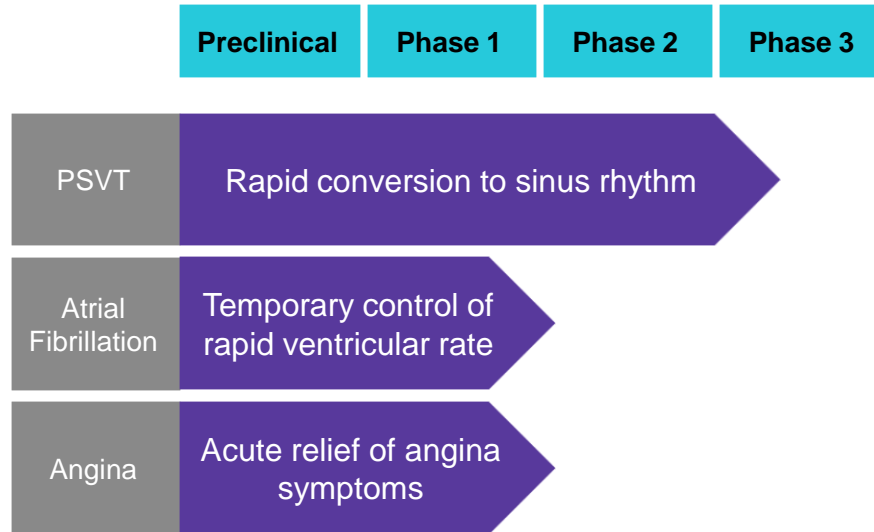 Preclinical Phase 1 Phase 2 Phase 3
PSVT
Rapid conversion to sinus rhythm
Atrial
Fibrillation
Temporary control of
rapid ventricular rate
Angina
Acute relief of angina
symptoms